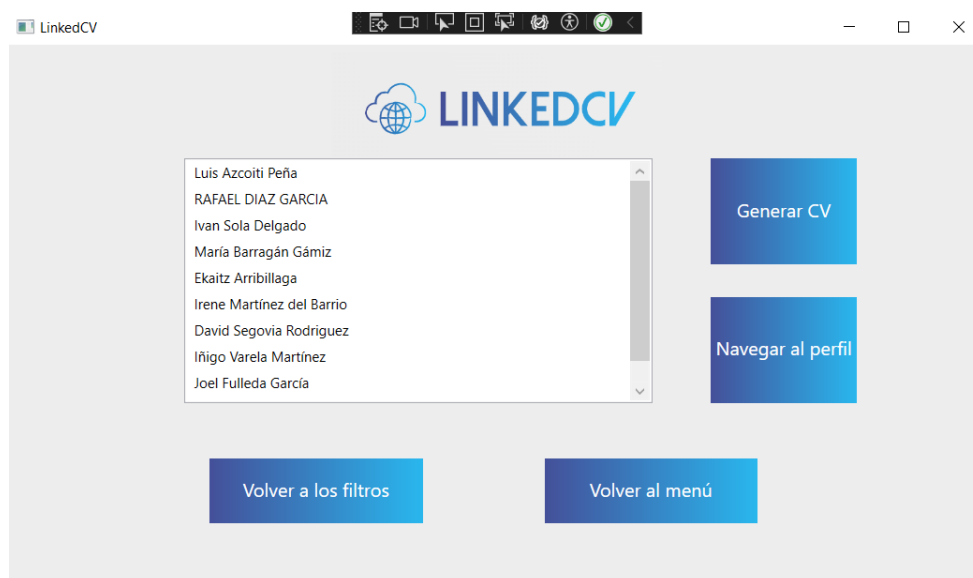 LinkedCV
LINKEDCV
Luis Azcoiti Peña
RAFAEL DIAZ GARCIA
Ivan Sola Delgado
María Barragán Gámiz
Ekaitz Arribillaga
Irene Martínez del Barrio
David Segovia Rodriguez
Iñigo Varela Martínez
Joel Fulleda García
Generar CV
Navegar al perfil
Volver a los filtros
Volver al menú